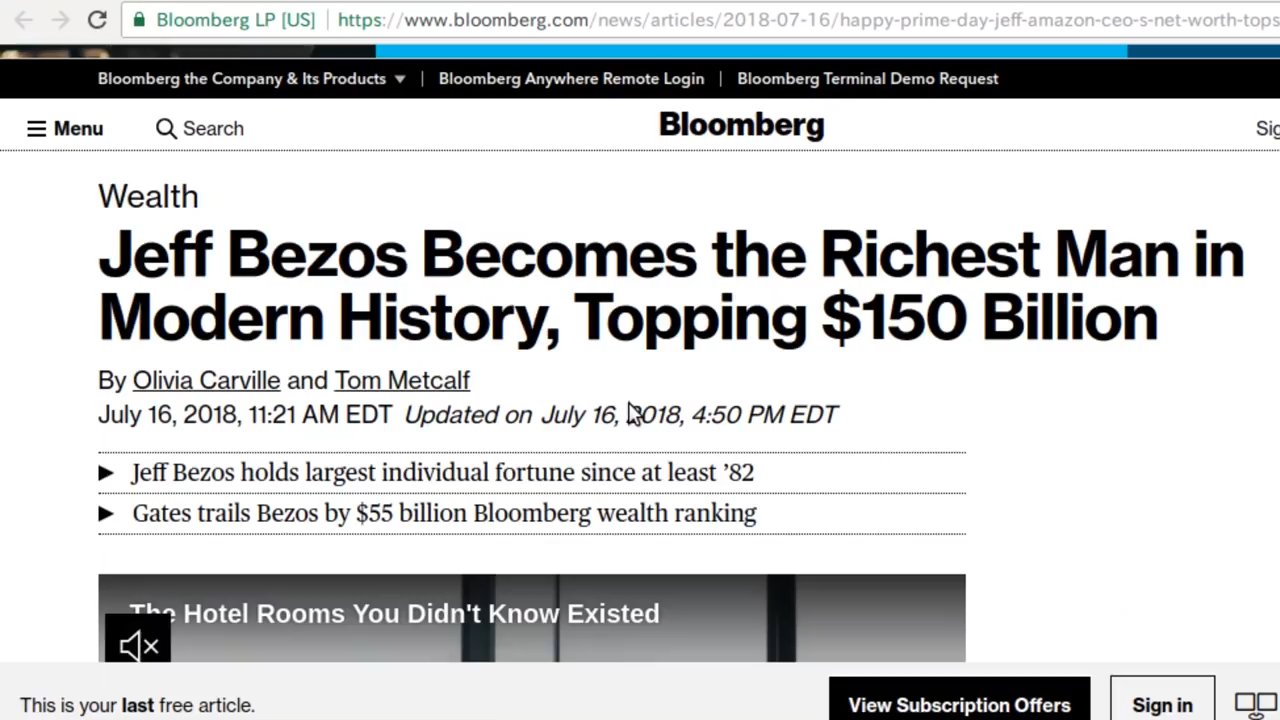 Bloomberg LP [US] https://www.bloomberg.com/news/articles/2018-07-16/happy-prime-day-jeff-amazon-ceo-s-net-worth-tops
Bloomberg the Company & Its Products Bloomberg Anywhere Remote Login Bloomberg Terminal Demo Request
Menu Search Bloomberg Sig
Wealth
Jeff Bezos Becomes the Richest Man in
Modern History, Topping $150 Billion
By Olivia Carville and Tom Metcalf
July 16, 2018, 11:21 AM EDT Updated on July 16, 2018, 4:50 PM EDT
Jeff Bezos holds largest individual fortune since at least ’82
Gates trails Bezos by $55 billion Bloomberg wealth ranking
The Hotel Rooms You Didn't Know Existed
This is your last free article. View Subscription Offers Sign in